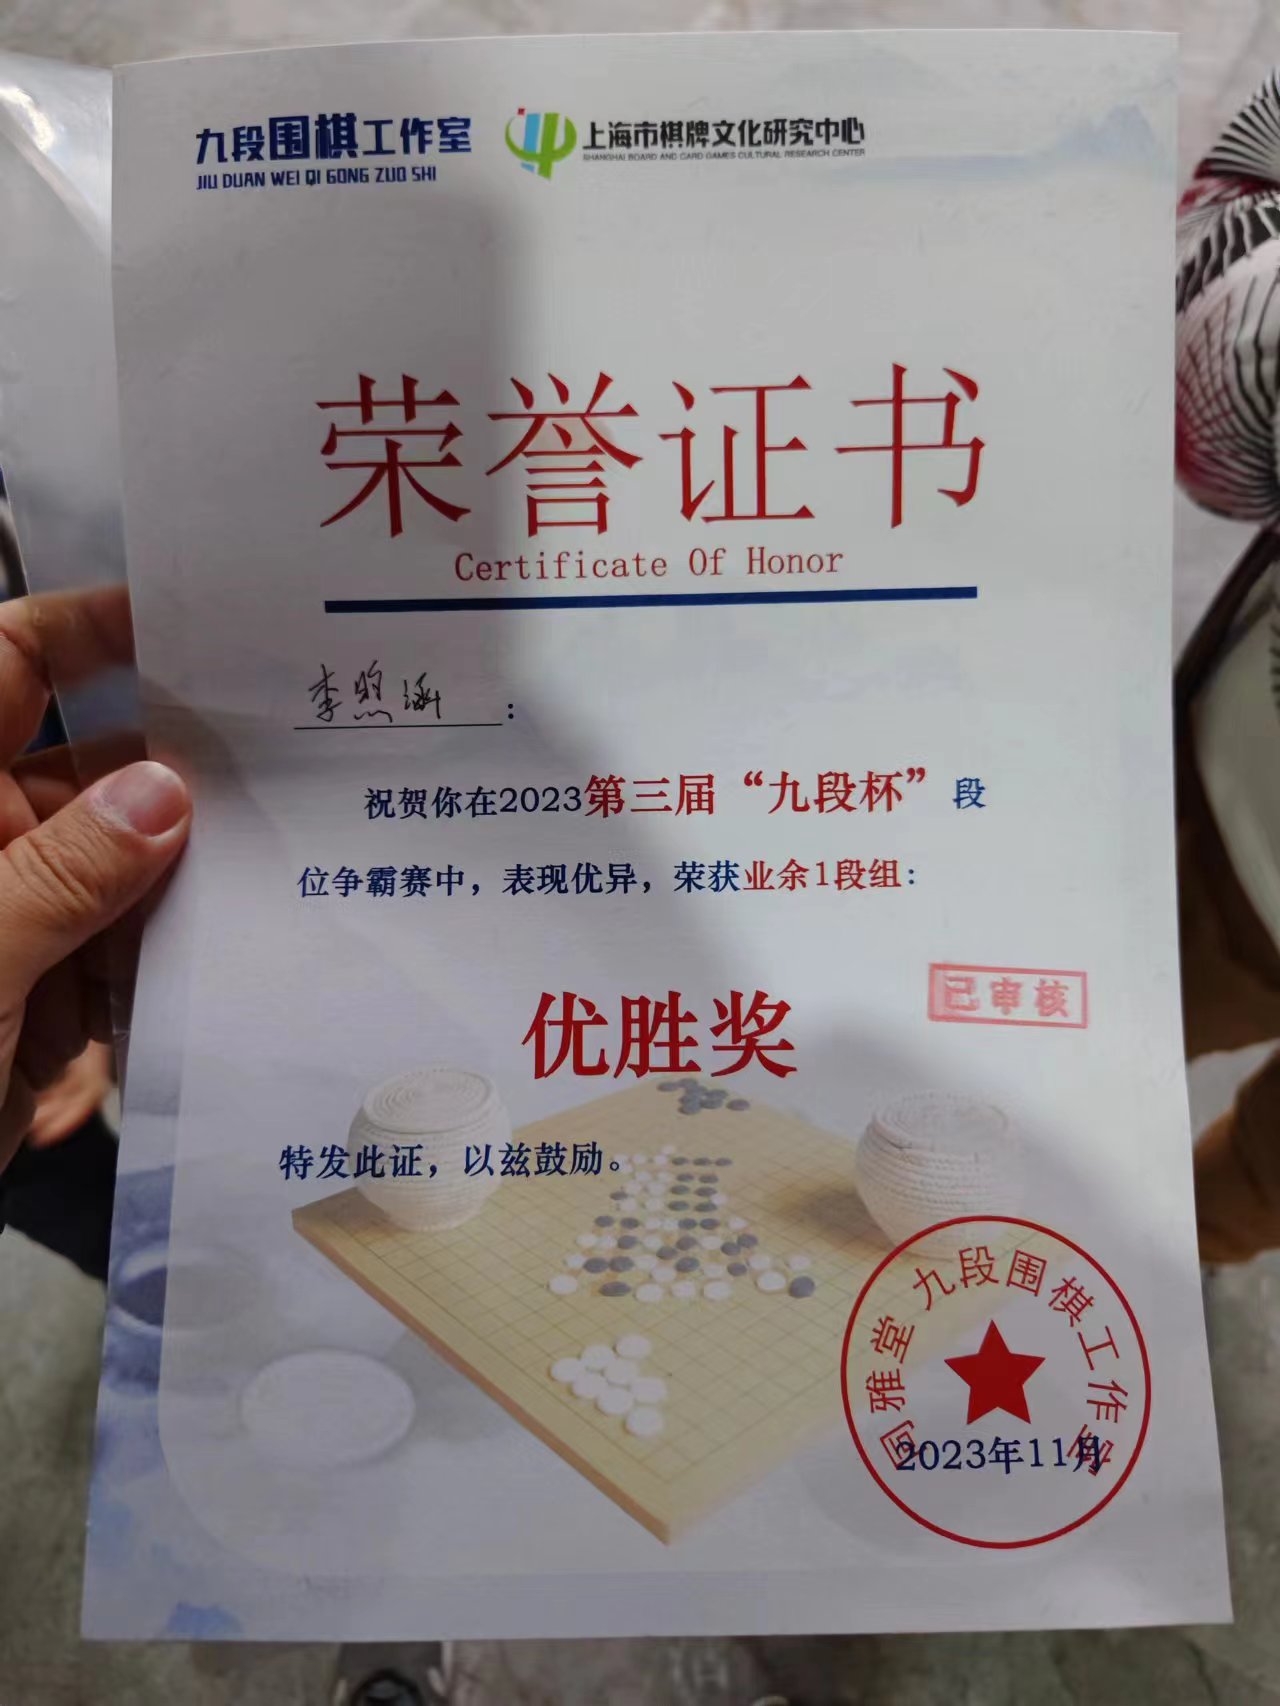 九段围棋工作室
JIU DUAN WEI QI GONG ZUO SHI
上海市棋牌文化研究中心
SHANGHAI BOARD AND CARD GAMES CULTURAL RESEARCH CENTER
荣誉证书
Certificate Of Honor
李煦涵：
祝贺你在2023第三届“九段杯”段
位争霸赛中，表现优异，荣获业余1段组：
优胜奖
已审核
特发此证，以兹鼓励。
雅堂 九段围棋工作室
2023年11月